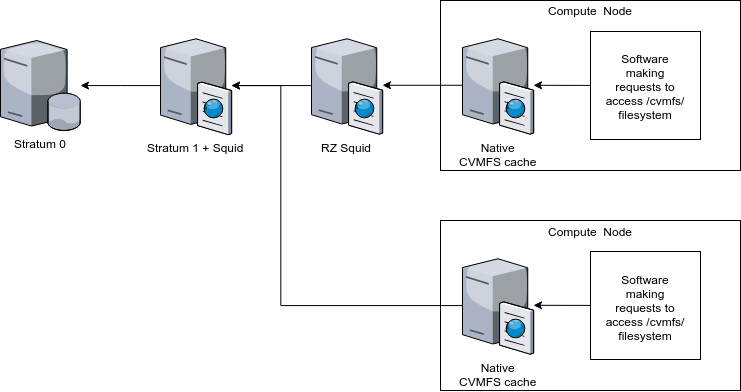 Compute Node
Software
making
requests to
access /cvmfs/
filesystem
Stratum 0
Stratum 1 + Squid
RZ Squid
Native
CVMFS cache
Compute Node
Software
making
requests to
access /cvmfs/
filesystem
Native
CVMFS cache